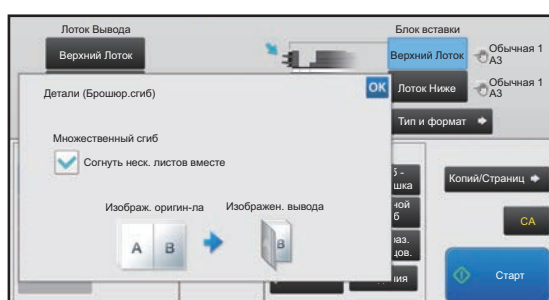 Лоток Вывода
Блок вставки
Верхний Лоток
Верхний Лоток
Обычная 1
A3
Детали (Брошюр.сгиб)
OK
Лоток Ниже
Обычная 1
A3
Тип и формат
Множественный сгиб
Согнуть неск. листов вместе
Копий/Страниц
Изображ. оригин-ла
Изображен. вывода
CA
A B
B
Старт